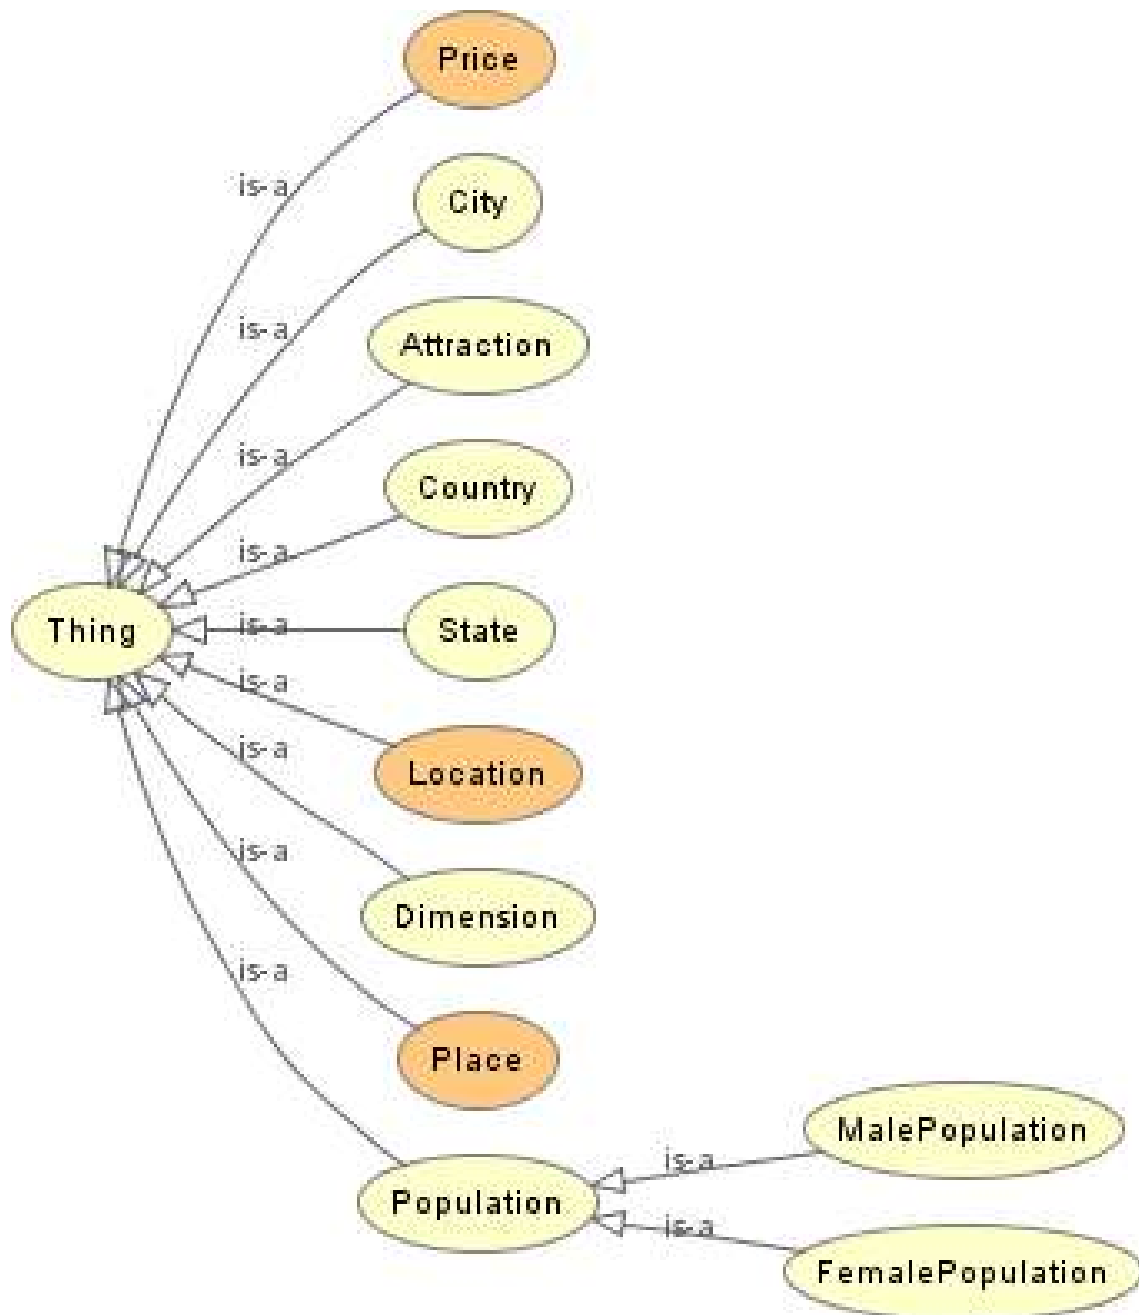 Price
is-a
City
is-a
Attraction
is-a
Country
is-a
Thing
is-a
State
is-a
Location
is-a
Dimension
is-a
Place
is-a
MalePopulation
is-a
Population
is-a
FemalePopulation